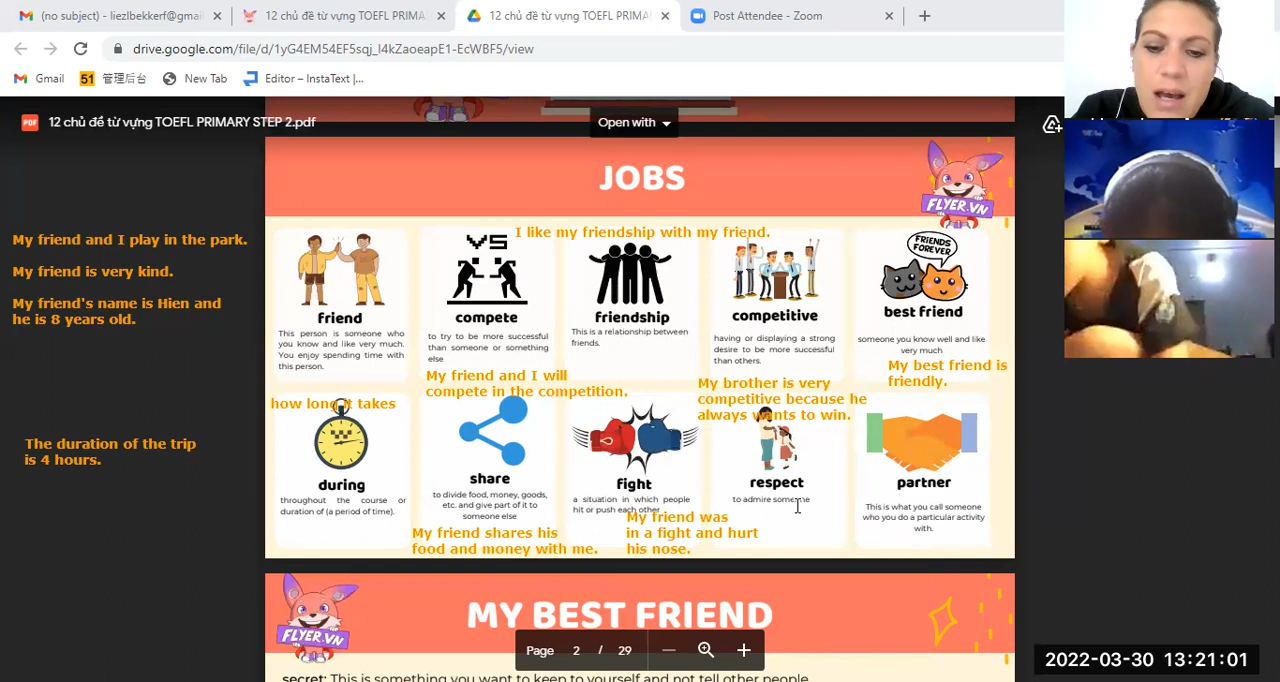 (no subject) - liezlbekkerf@gmai
12 chủ đề từ vựng TOEFL PRIMA
12 chủ đề từ vựng TOEFL PRIMA
Post Attendee - Zoom
drive.google.com/file/d/1yG4EM54EF5sqj_l4kZaoeapE1-EcWBF5/view
Gmail
51 管理后台
New Tab
Editor – InstaText |...
PDF
12 chủ đề từ vựng TOEFL PRIMARY STEP 2.pdf
Open with
JOBS
FLYER.VN
I like my friendship with my friend.
My friend and I play in the park.
My friend is very kind.
My friend's name is Hien and
he is 8 years old.
VS
FRIENDS
FOREVER
friend
This person is someone who
you know and like very much.
You enjoy spending time with
this person.
compete
to try to be more successful
than someone or something
else
My friend and I will
compete in the competition.
friendship
This is a relationship between
friends.
competitive
having or displaying a strong
desire to be more successful
than others.
My brother is very
competitive because he
always wants to win.
best friend
someone you know well and like
very much
My best friend is
friendly.
how long it takes
The duration of the trip
is 4 hours.
during
throughout the course or
duration of (a period of time).
share
to divide food, money, goods,
etc. and give part of it to
someone else
My friend shares his
food and money with me.
fight
a situation in which people
hit or push each other
My friend was
in a fight and hurt
his nose.
respect
to admire someone
partner
This is what you call someone
who you do a particular activity
with.
FLYER.VN
MY BEST FRIEND
Page 2 / 29
secret: This is something you want to keep to yourself and not tell other people
2022-03-30 13:21:01